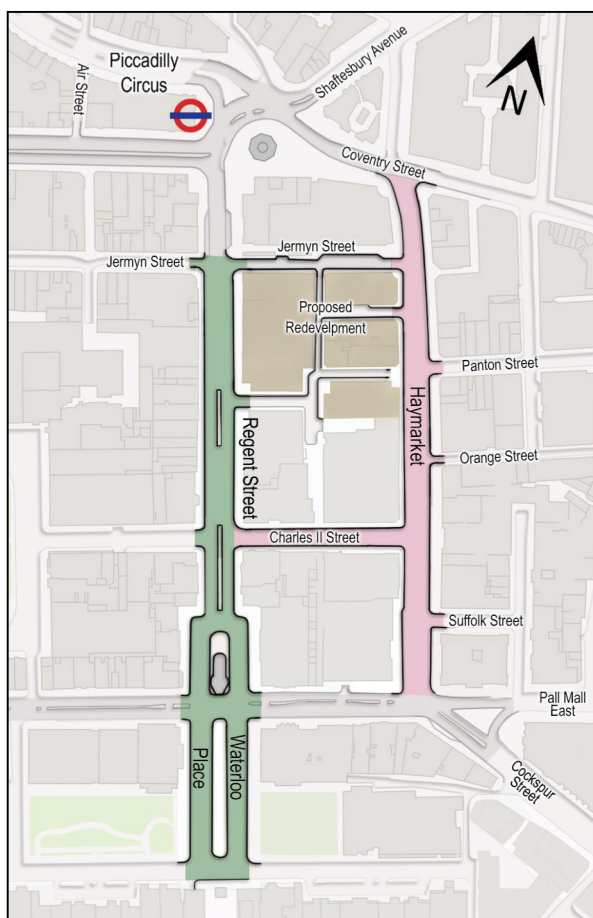 Air Street
Piccadilly
Circus
Shaftesbury Avenue
N
Coventry Street
Jermyn Street
Jermyn Street
Proposed
Redevelpment
Panton Street
Haymarket
Regent Street
Orange Street
Charles II Street
Suffolk Street
Pall Mall
East
Waterloo
Place
Cockspur
Street